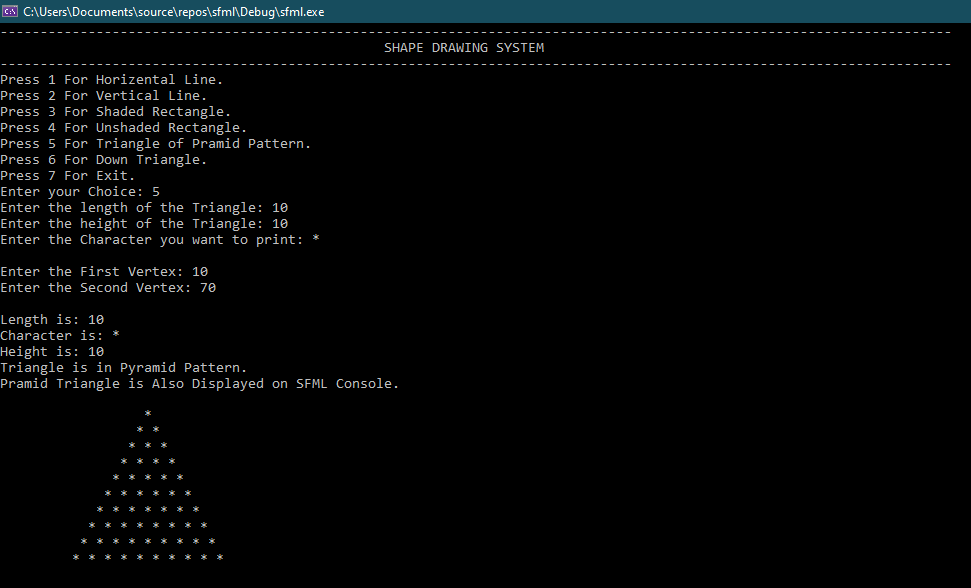 C:\Users\Documents\source\repos\sfml\Debug\sfml.exe
-----------------------------------------------------------------------------------------------------------------------
SHAPE DRAWING SYSTEM
-----------------------------------------------------------------------------------------------------------------------
Press 1 For Horizental Line.
Press 2 For Vertical Line.
Press 3 For Shaded Rectangle.
Press 4 For Unshaded Rectangle.
Press 5 For Triangle of Pramid Pattern.
Press 6 For Down Triangle.
Press 7 For Exit.
Enter your Choice: 5
Enter the length of the Triangle: 10
Enter the height of the Triangle: 10
Enter the Character you want to print: *
Enter the First Vertex: 10
Enter the Second Vertex: 70
Length is: 10
Character is: *
Height is: 10
Triangle is in Pyramid Pattern.
Pramid Triangle is Also Displayed on SFML Console.
*
* *
* * *
* * * *
* * * * *
* * * * * *
* * * * * * *
* * * * * * * *
* * * * * * * * *
* * * * * * * * * *